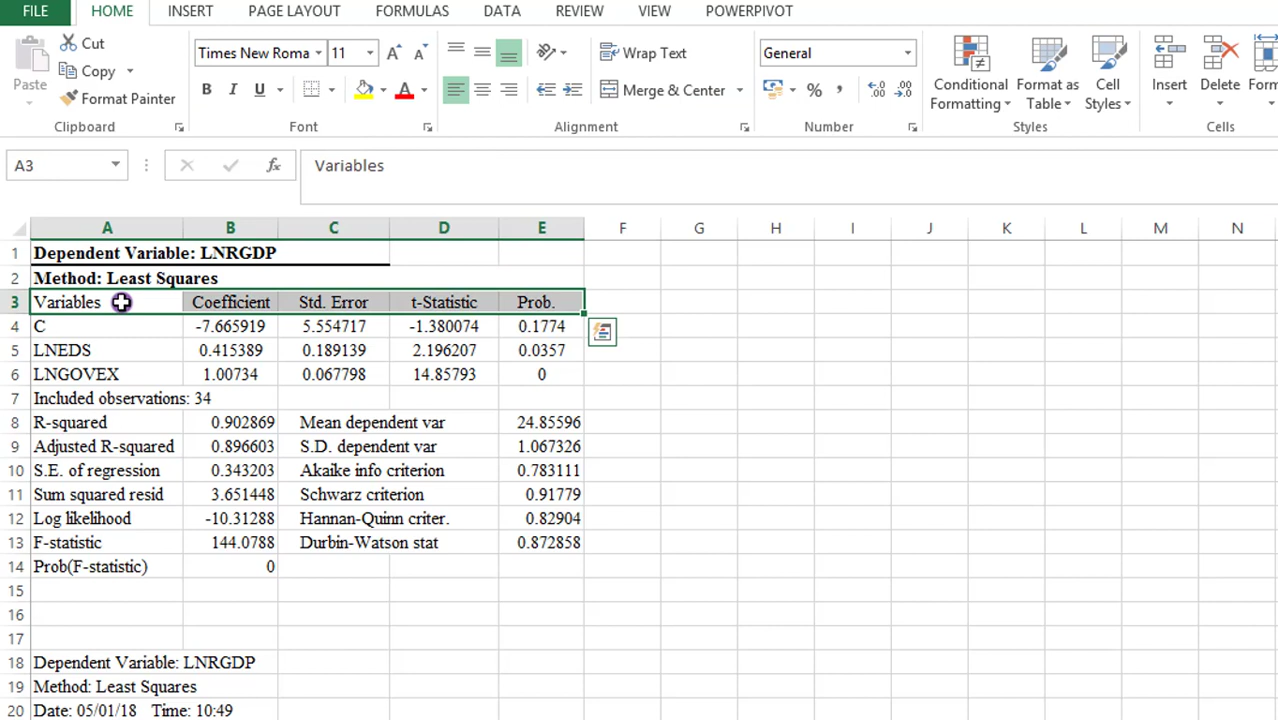 FILE HOME INSERT PAGE LAYOUT FORMULAS DATA REVIEW VIEW POWERPIVOT
Paste
Cut
Copy
Format Painter
Clipboard
Times New Roma 11
B I U
Font
Wrap Text
Merge & Center
Alignment
General
Number
Conditional Formatting
Format as Table
Cell Styles
Styles
Insert Delete Form
Cells
A3 fx Variables
A B C D E F G H I J K L M N
1 Dependent Variable: LNRGDP
2 Method: Least Squares
3 Variables Coefficient Std. Error t-Statistic Prob.
4 C -7.665919 5.554717 -1.380074 0.1774
5 LNEDS 0.415389 0.189139 2.196207 0.0357
6 LNGOVEX 1.00734 0.067798 14.85793 0
7 Included observations: 34
8 R-squared 0.902869 Mean dependent var 24.85596
9 Adjusted R-squared 0.896603 S.D. dependent var 1.067326
10 S.E. of regression 0.343203 Akaike info criterion 0.783111
11 Sum squared resid 3.651448 Schwarz criterion 0.91779
12 Log likelihood -10.31288 Hannan-Quinn criter. 0.82904
13 F-statistic 144.0788 Durbin-Watson stat 0.872858
14 Prob(F-statistic) 0
15
16
17
18 Dependent Variable: LNRGDP
19 Method: Least Squares
20 Date: 05/01/18 Time: 10:49